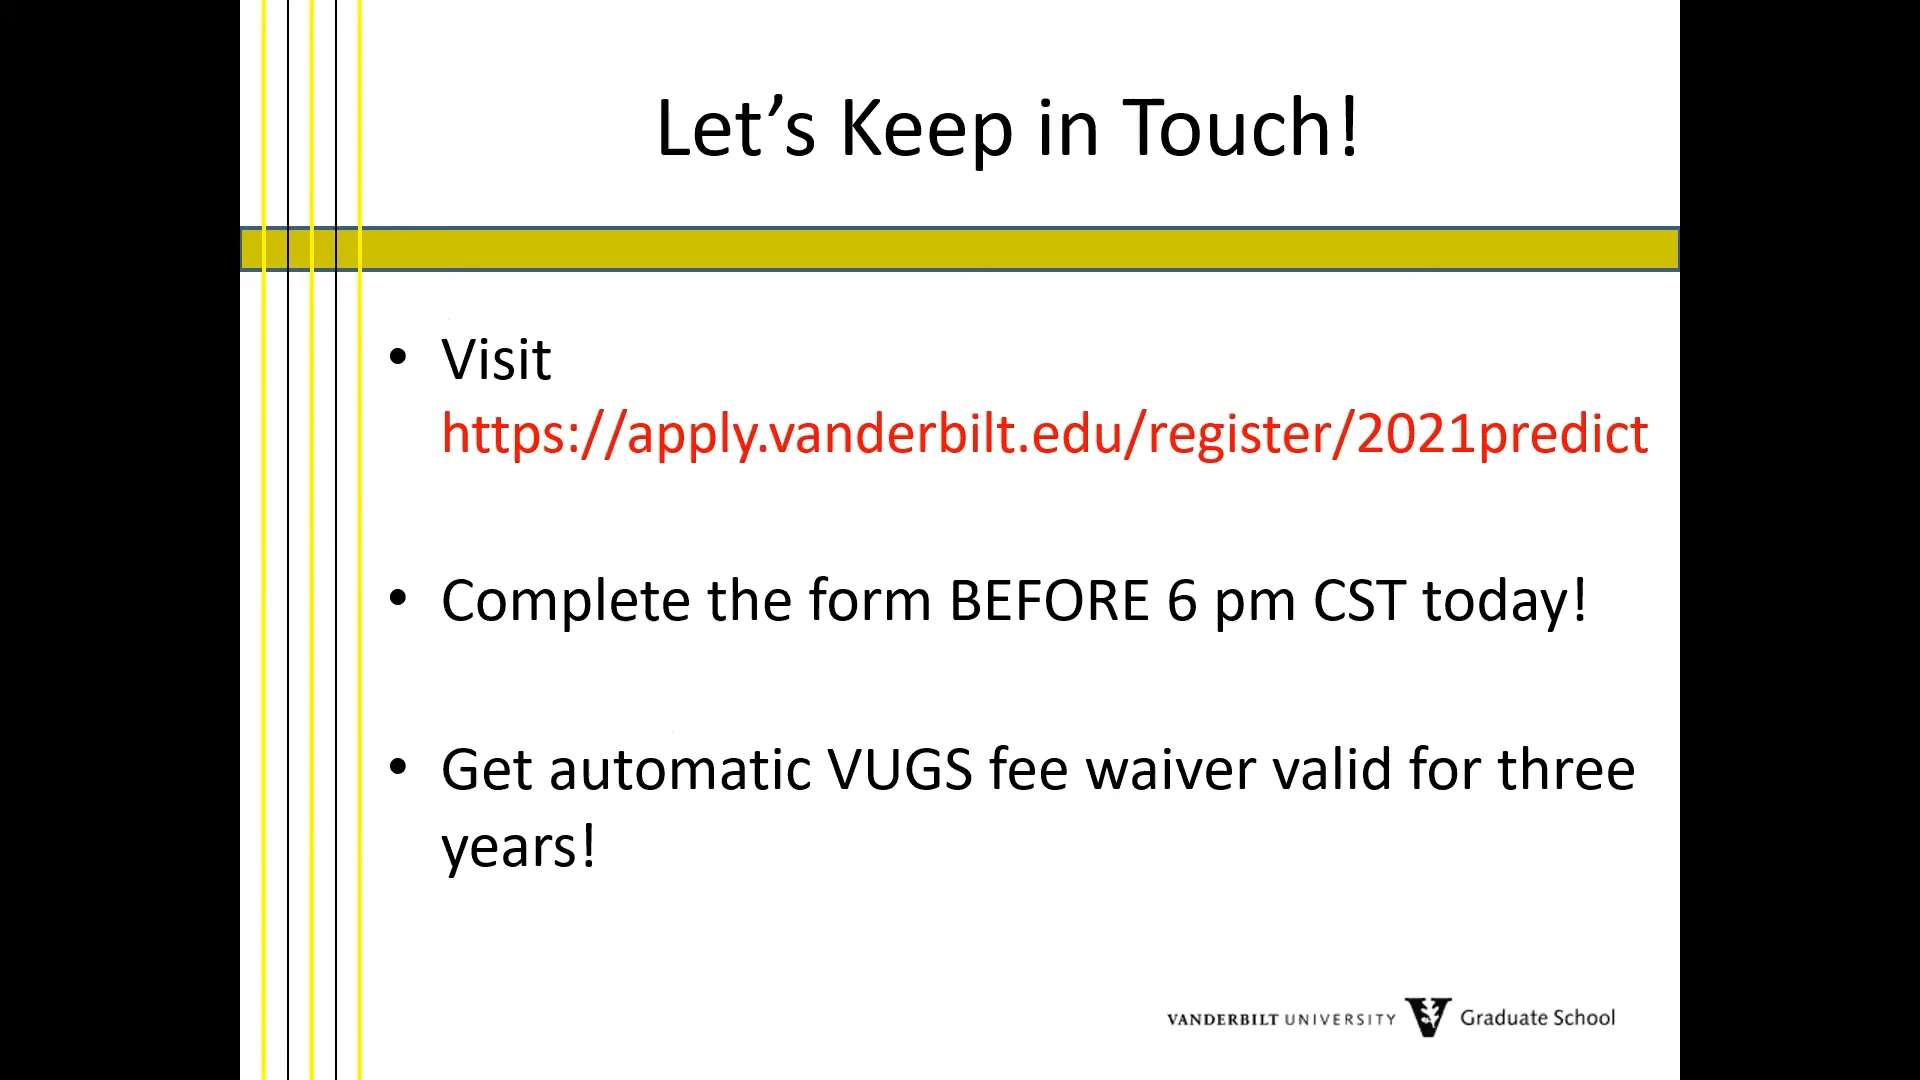 Let’s Keep in Touch!
• Visit
https://apply.vanderbilt.edu/register/2021predict
• Complete the form BEFORE 6 pm CST today!
• Get automatic VUGS fee waiver valid for three
years!
VANDERBILT UNIVERSITY V Graduate School